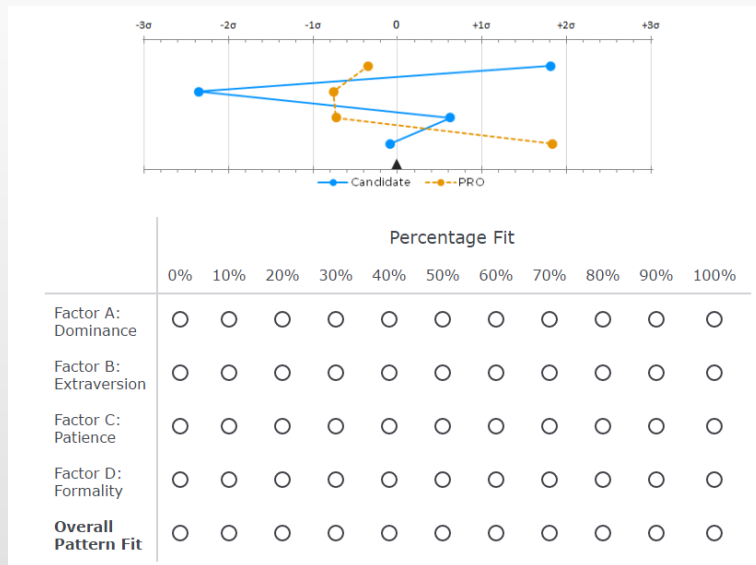 -3σ -2σ -1σ 0 +1σ +2σ +3σ
Candidate PRO
Percentage Fit
0% 10% 20% 30% 40% 50% 60% 70% 80% 90% 100%
Factor A:
Dominance
Factor B:
Extraversion
Factor C:
Patience
Factor D:
Formality
Overall
Pattern Fit